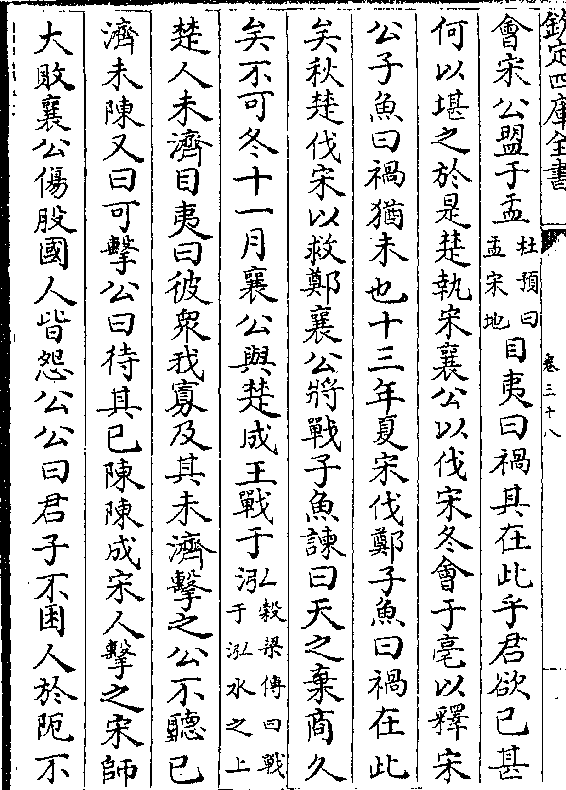 欽定四庫全書
卷三十八
會宋公盟于盂杜預曰盂宋地目夷曰禍其在此乎君欲已甚
何以堪之於是楚執宋襄公以伐宋冬會于亳以釋宋
公子魚曰禍猶未也十三年夏宋伐鄭子魚曰禍在此
矣秋楚伐宋以救鄭襄公將戰子魚諫曰天之棄商久
矣不可冬十一月襄公與楚成王戰于泓穀梁傳曰戰于泓水之上
楚人未濟目夷曰彼衆我寡及其未濟擊之公不聽已
濟未陳又曰可擊公曰待其已陳陳成宋人擊之宋師
大敗襄公傷股國人皆怨公公曰君子不困人於阨不